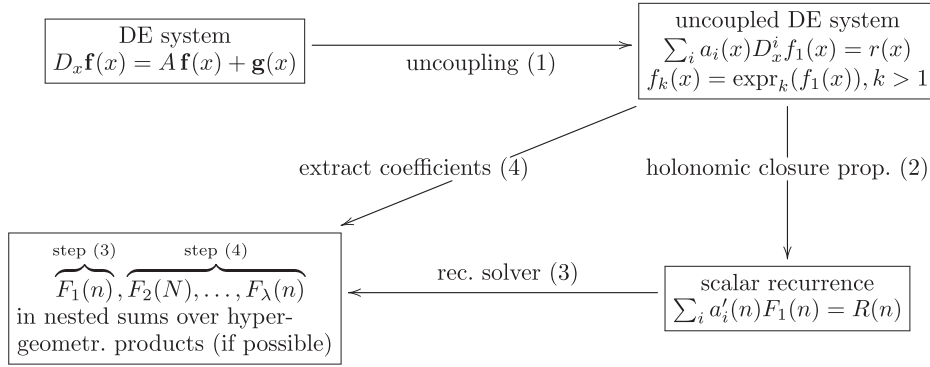 DE system
D_x f(x) = A f(x) + g(x)
uncoupling (1)
uncoupled DE system
∑_i a_i(x)D_x^i f_1(x) = r(x)
f_k(x) = expr_k(f_1(x)), k > 1
extract coefficients (4)
holonomic closure prop. (2)
step (3) step (4)
F_1(n), F_2(N), …, F_λ(n)
in nested sums over hyper-
geometr. products (if possible)
rec. solver (3)
scalar recurrence
∑_i a'_i(n)F_1(n) = R(n)